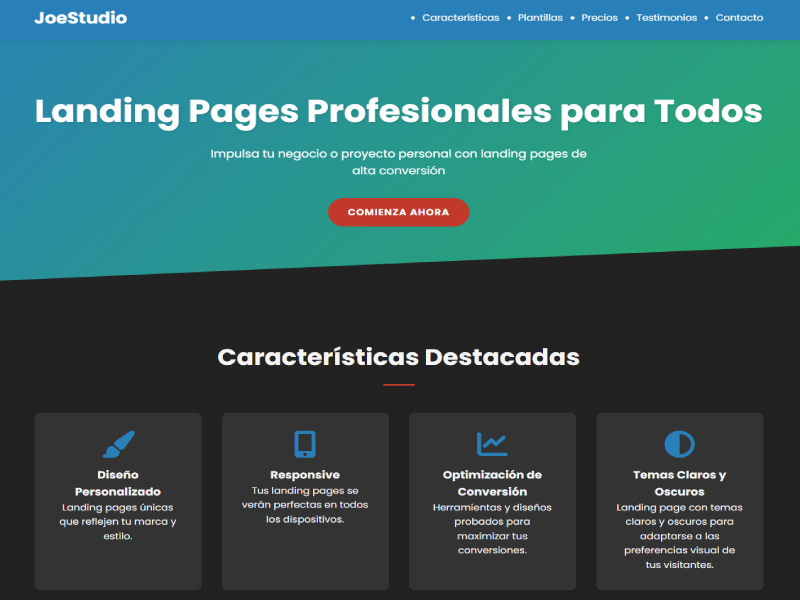 JoeStudio
Características
Plantillas
Precios
Testimonios
Contacto
Landing Pages Profesionales para Todos
Impulsa tu negocio o proyecto personal con landing pages de
alta conversión
COMIENZA AHORA
Características Destacadas
Diseño
Personalizado
Landing pages únicas
que reflejen tu marca y
estilo.
Responsive
Tus landing pages se
verán perfectas en todos
los dispositivos.
Optimización de
Conversión
Herramientas y diseños
probados para
maximizar tus
conversiones.
Temas Claros y
Oscuros
Landing page con temas
claros y oscuros para
adaptarse a las
preferencias visual de
tus visitantes.